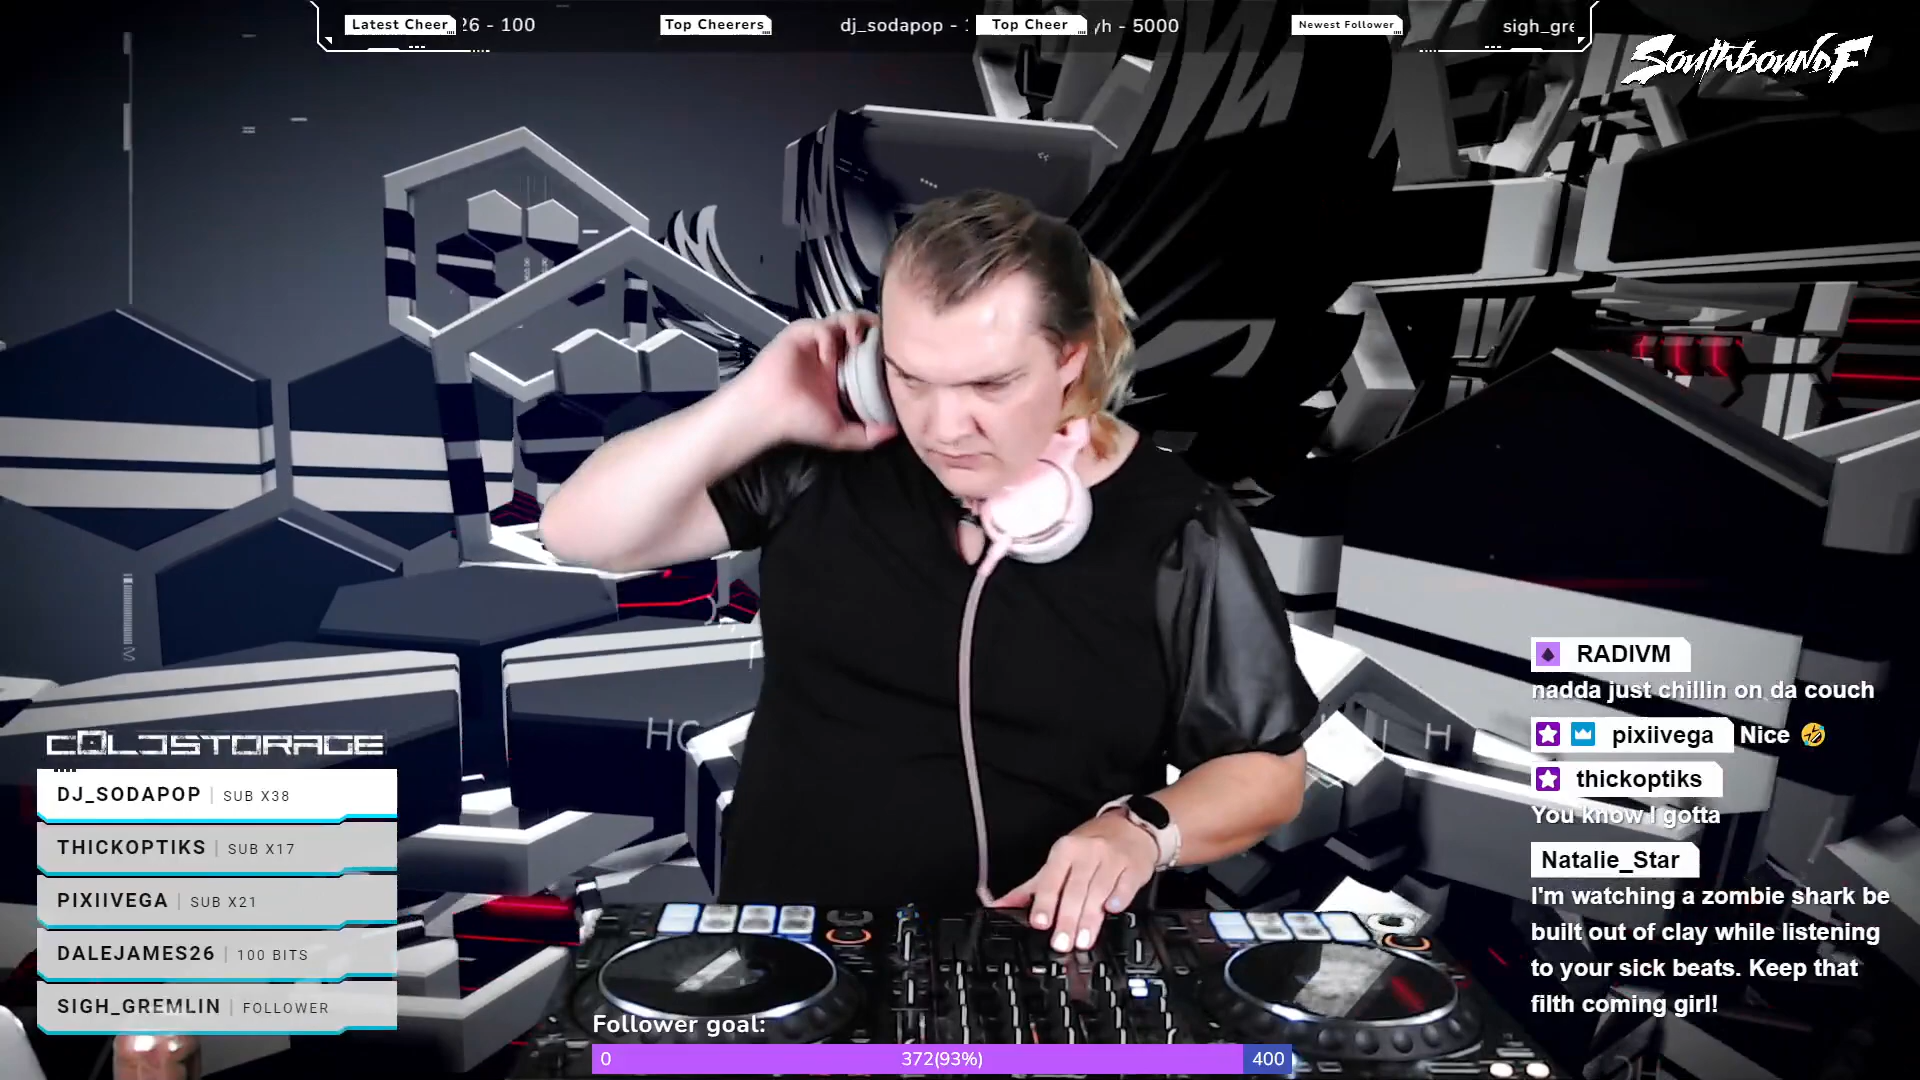 Latest Cheer
26 - 100
Top Cheerers
dj_sodapop -
Top Cheer
yh - 5000
Newest Follower
sigh_gre
SouthbounDF
RADIVM
nadda just chillin on da couch
pixiivega Nice 🤣
thickoptiks
You know I gotta
Natalie_Star
I'm watching a zombie shark be
built out of clay while listening
to your sick beats. Keep that
filth coming girl!
COLDSTORAGE
DJ_SODAPOP | SUB X38
THICKOPTIKS | SUB X17
PIXIIVEGA | SUB X21
DALEJAMES26 | 100 BITS
SIGH_GREMLIN | FOLLOWER
Follower goal:
0 372(93%) 400